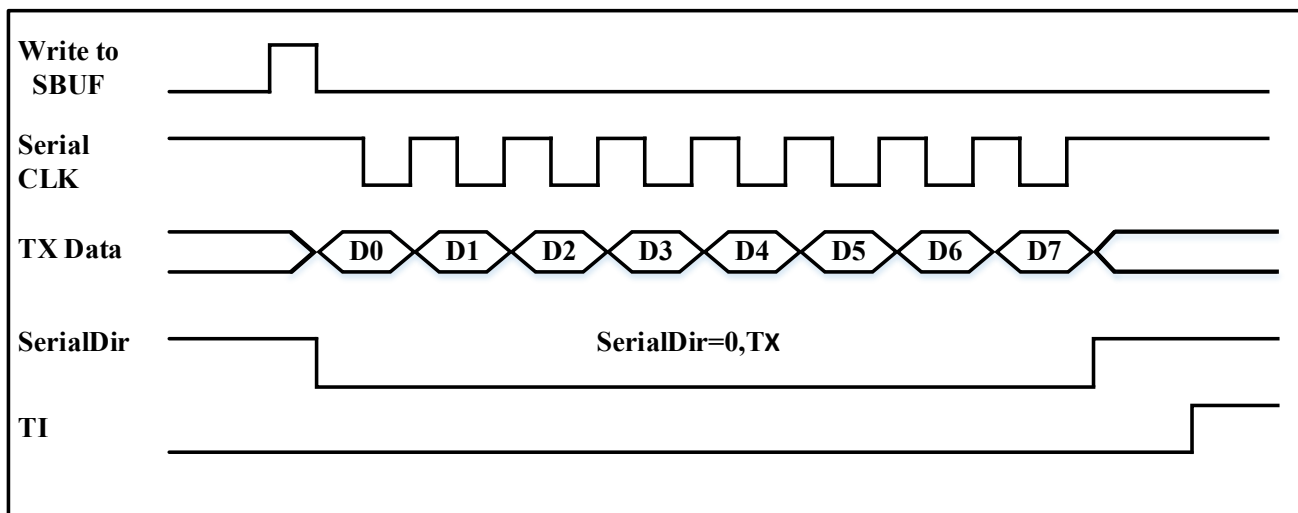 Write to
SBUF
Serial
CLK
TX Data
D0 D1 D2 D3 D4 D5 D6 D7
SerialDir
SerialDir=0,TX
TI